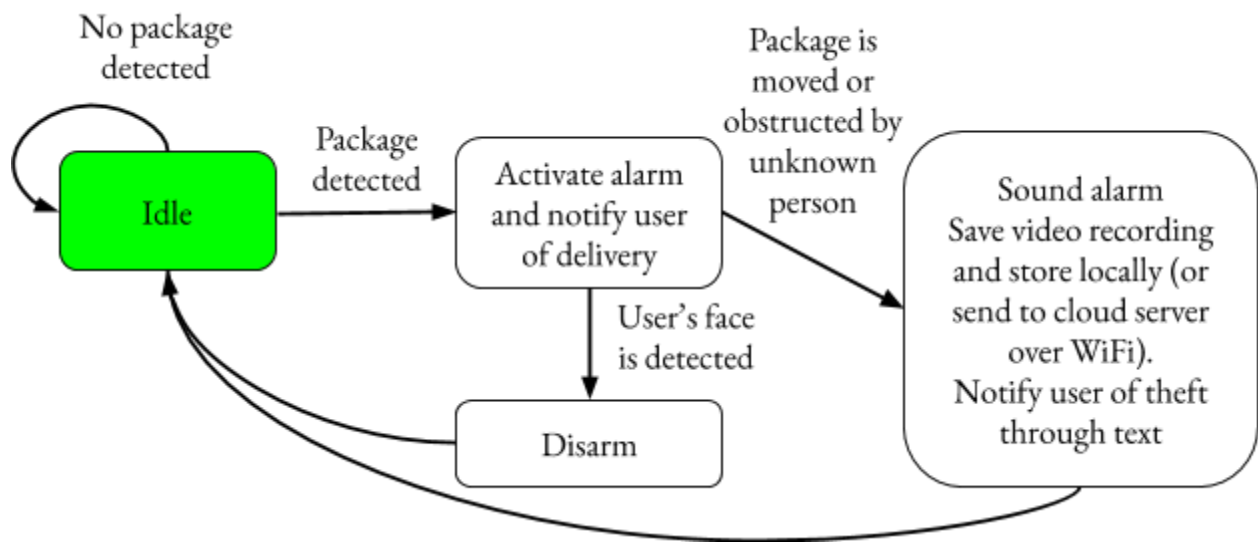 No package
detected
Idle
Package
detected
Activate alarm
and notify user
of delivery
Package is
moved or
obstructed by
unknown
person
User’s face
is detected
Disarm
Sound alarm
Save video recording
and store locally (or
send to cloud server
over WiFi).
Notify user of theft
through text